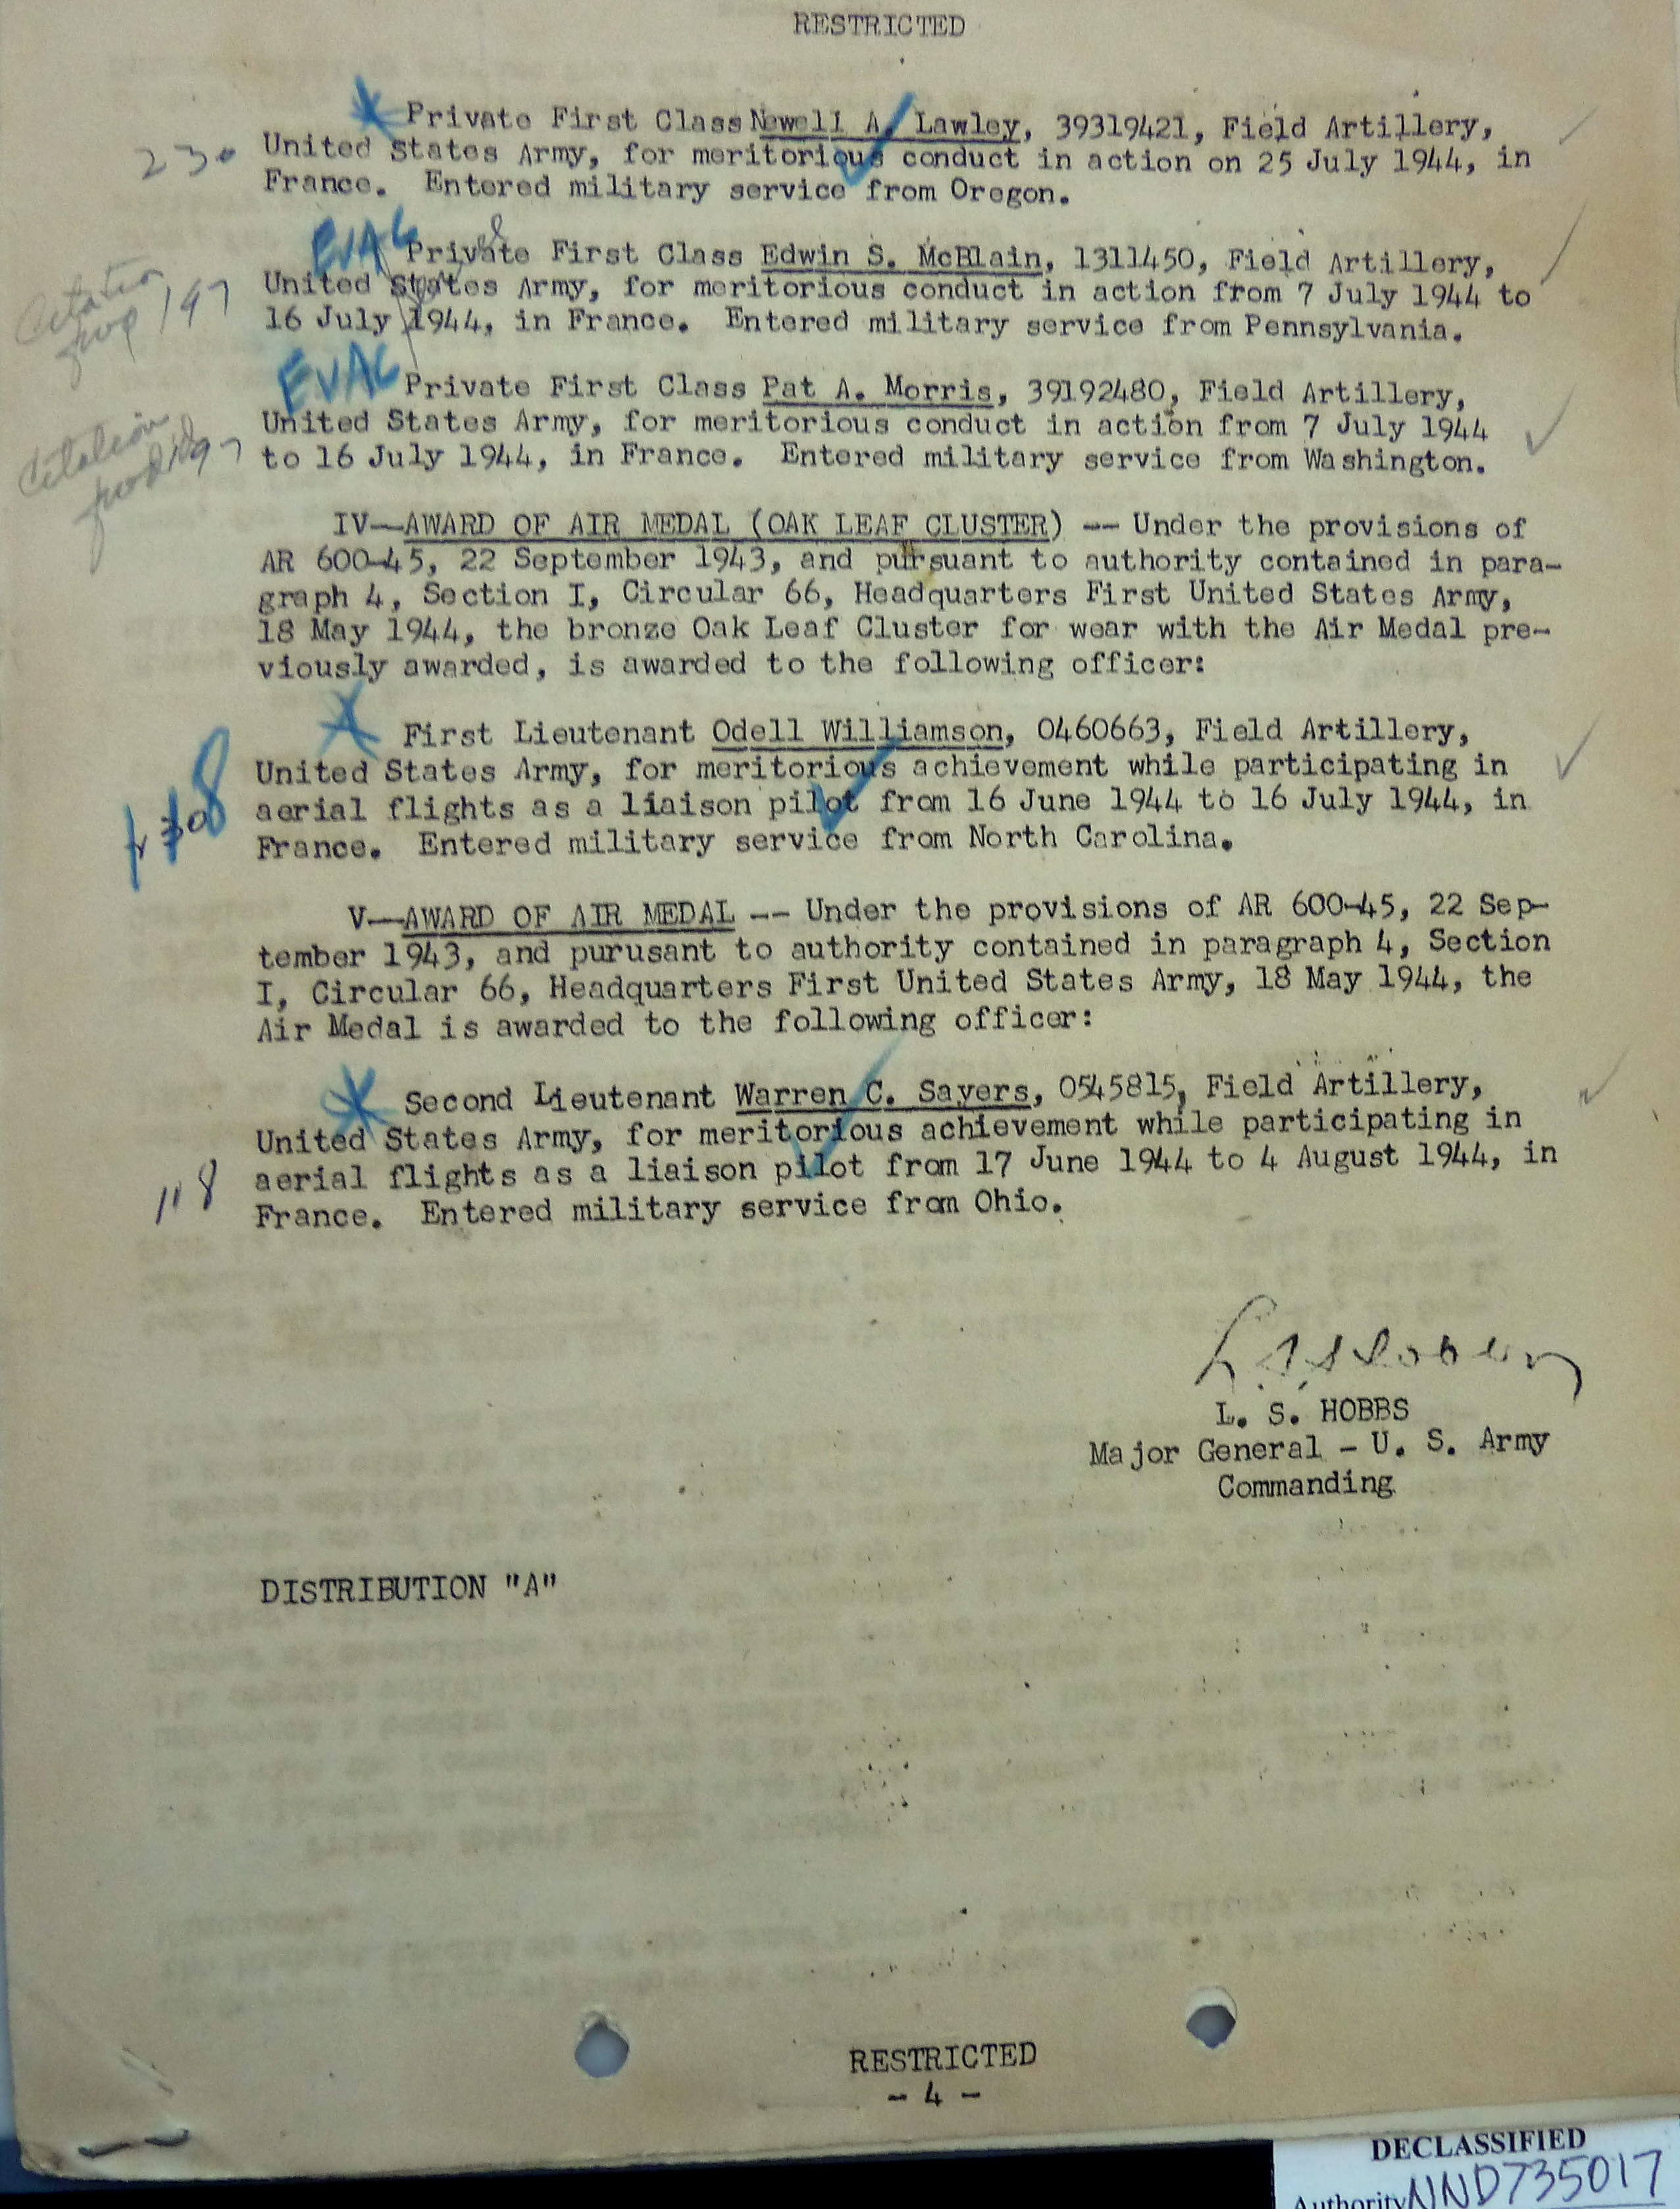 RESTRICTED
Private First Class Newell A. Lawley, 39319421, Field Artillery,
230 United States Army, for meritorious conduct in action on 25 July 1944, in
France. Entered military service from Oregon.
EVAC Private First Class Edwin S. McBlain, 1311450, Field Artillery,
Citation 197 United States Army, for meritorious conduct in action from 7 July 1944 to
16 July 1944, in France. Entered military service from Pennsylvania.
EVAC Private First Class Pat A. Morris, 39192480, Field Artillery,
Citation United States Army, for meritorious conduct in action from 7 July 1944
197 to 16 July 1944, in France. Entered military service from Washington.
IV—AWARD OF AIR MEDAL (OAK LEAF CLUSTER) -- Under the provisions of
AR 600-45, 22 September 1943, and pursuant to authority contained in para-
graph 4, Section I, Circular 66, Headquarters First United States Army,
18 May 1944, the bronze Oak Leaf Cluster for wear with the Air Medal pre-
viously awarded, is awarded to the following officer:
First Lieutenant Odell Williamson, 0460663, Field Artillery,
United States Army, for meritorious achievement while participating in
aerial flights as a liaison pilot from 16 June 1944 to 16 July 1944, in
France. Entered military service from North Carolina.
V—AWARD OF AIR MEDAL -- Under the provisions of AR 600-45, 22 Sep-
tember 1943, and purusant to authority contained in paragraph 4, Section
I, Circular 66, Headquarters First United States Army, 18 May 1944, the
Air Medal is awarded to the following officer:
Second Lieutenant Warren C. Sayers, 0545815, Field Artillery,
United States Army, for meritorious achievement while participating in
118 aerial flights as a liaison pilot from 17 June 1944 to 4 August 1944, in
France. Entered military service from Ohio.
L. S. HOBBS
Major General - U. S. Army
Commanding
DISTRIBUTION "A"
RESTRICTED
- 4 -
DECLASSIFIED
Authority NND735017